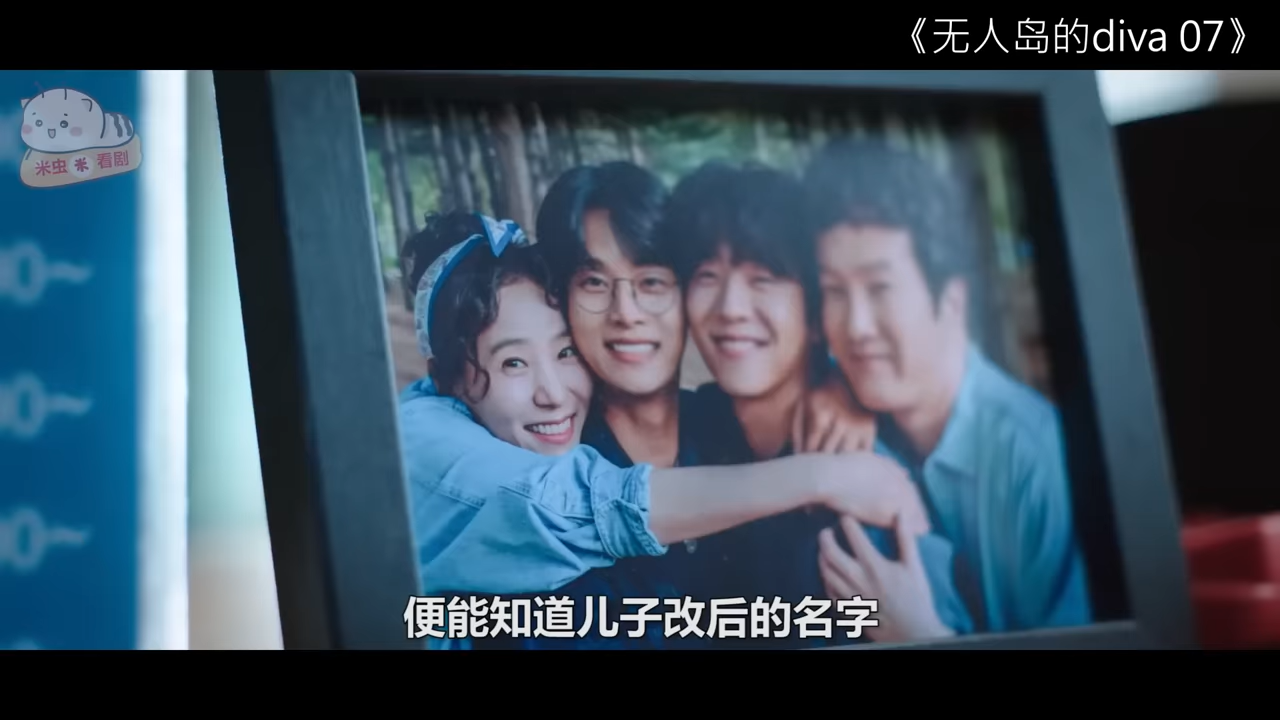 《无人岛的diva 07》
米虫 米 看剧
便能知道儿子改后的名字